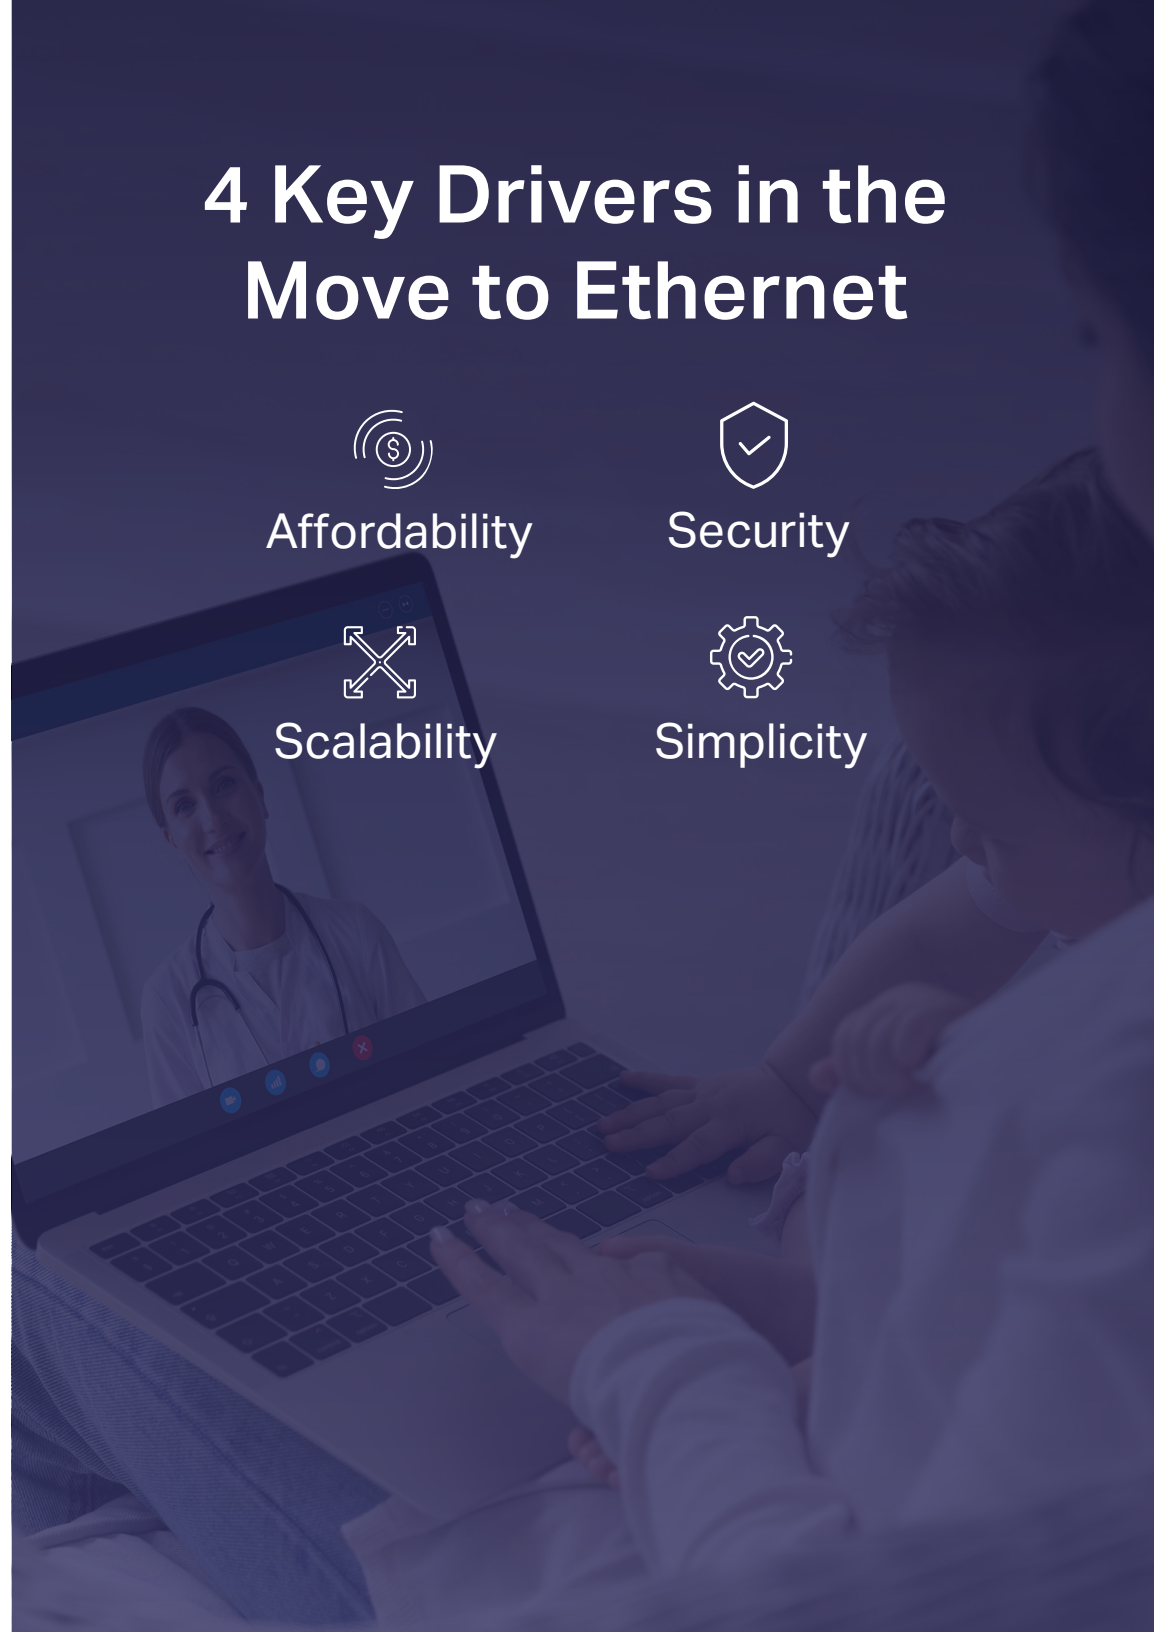 4 Key Drivers in the
Move to Ethernet
$
Affordability
Security
Scalability
Simplicity